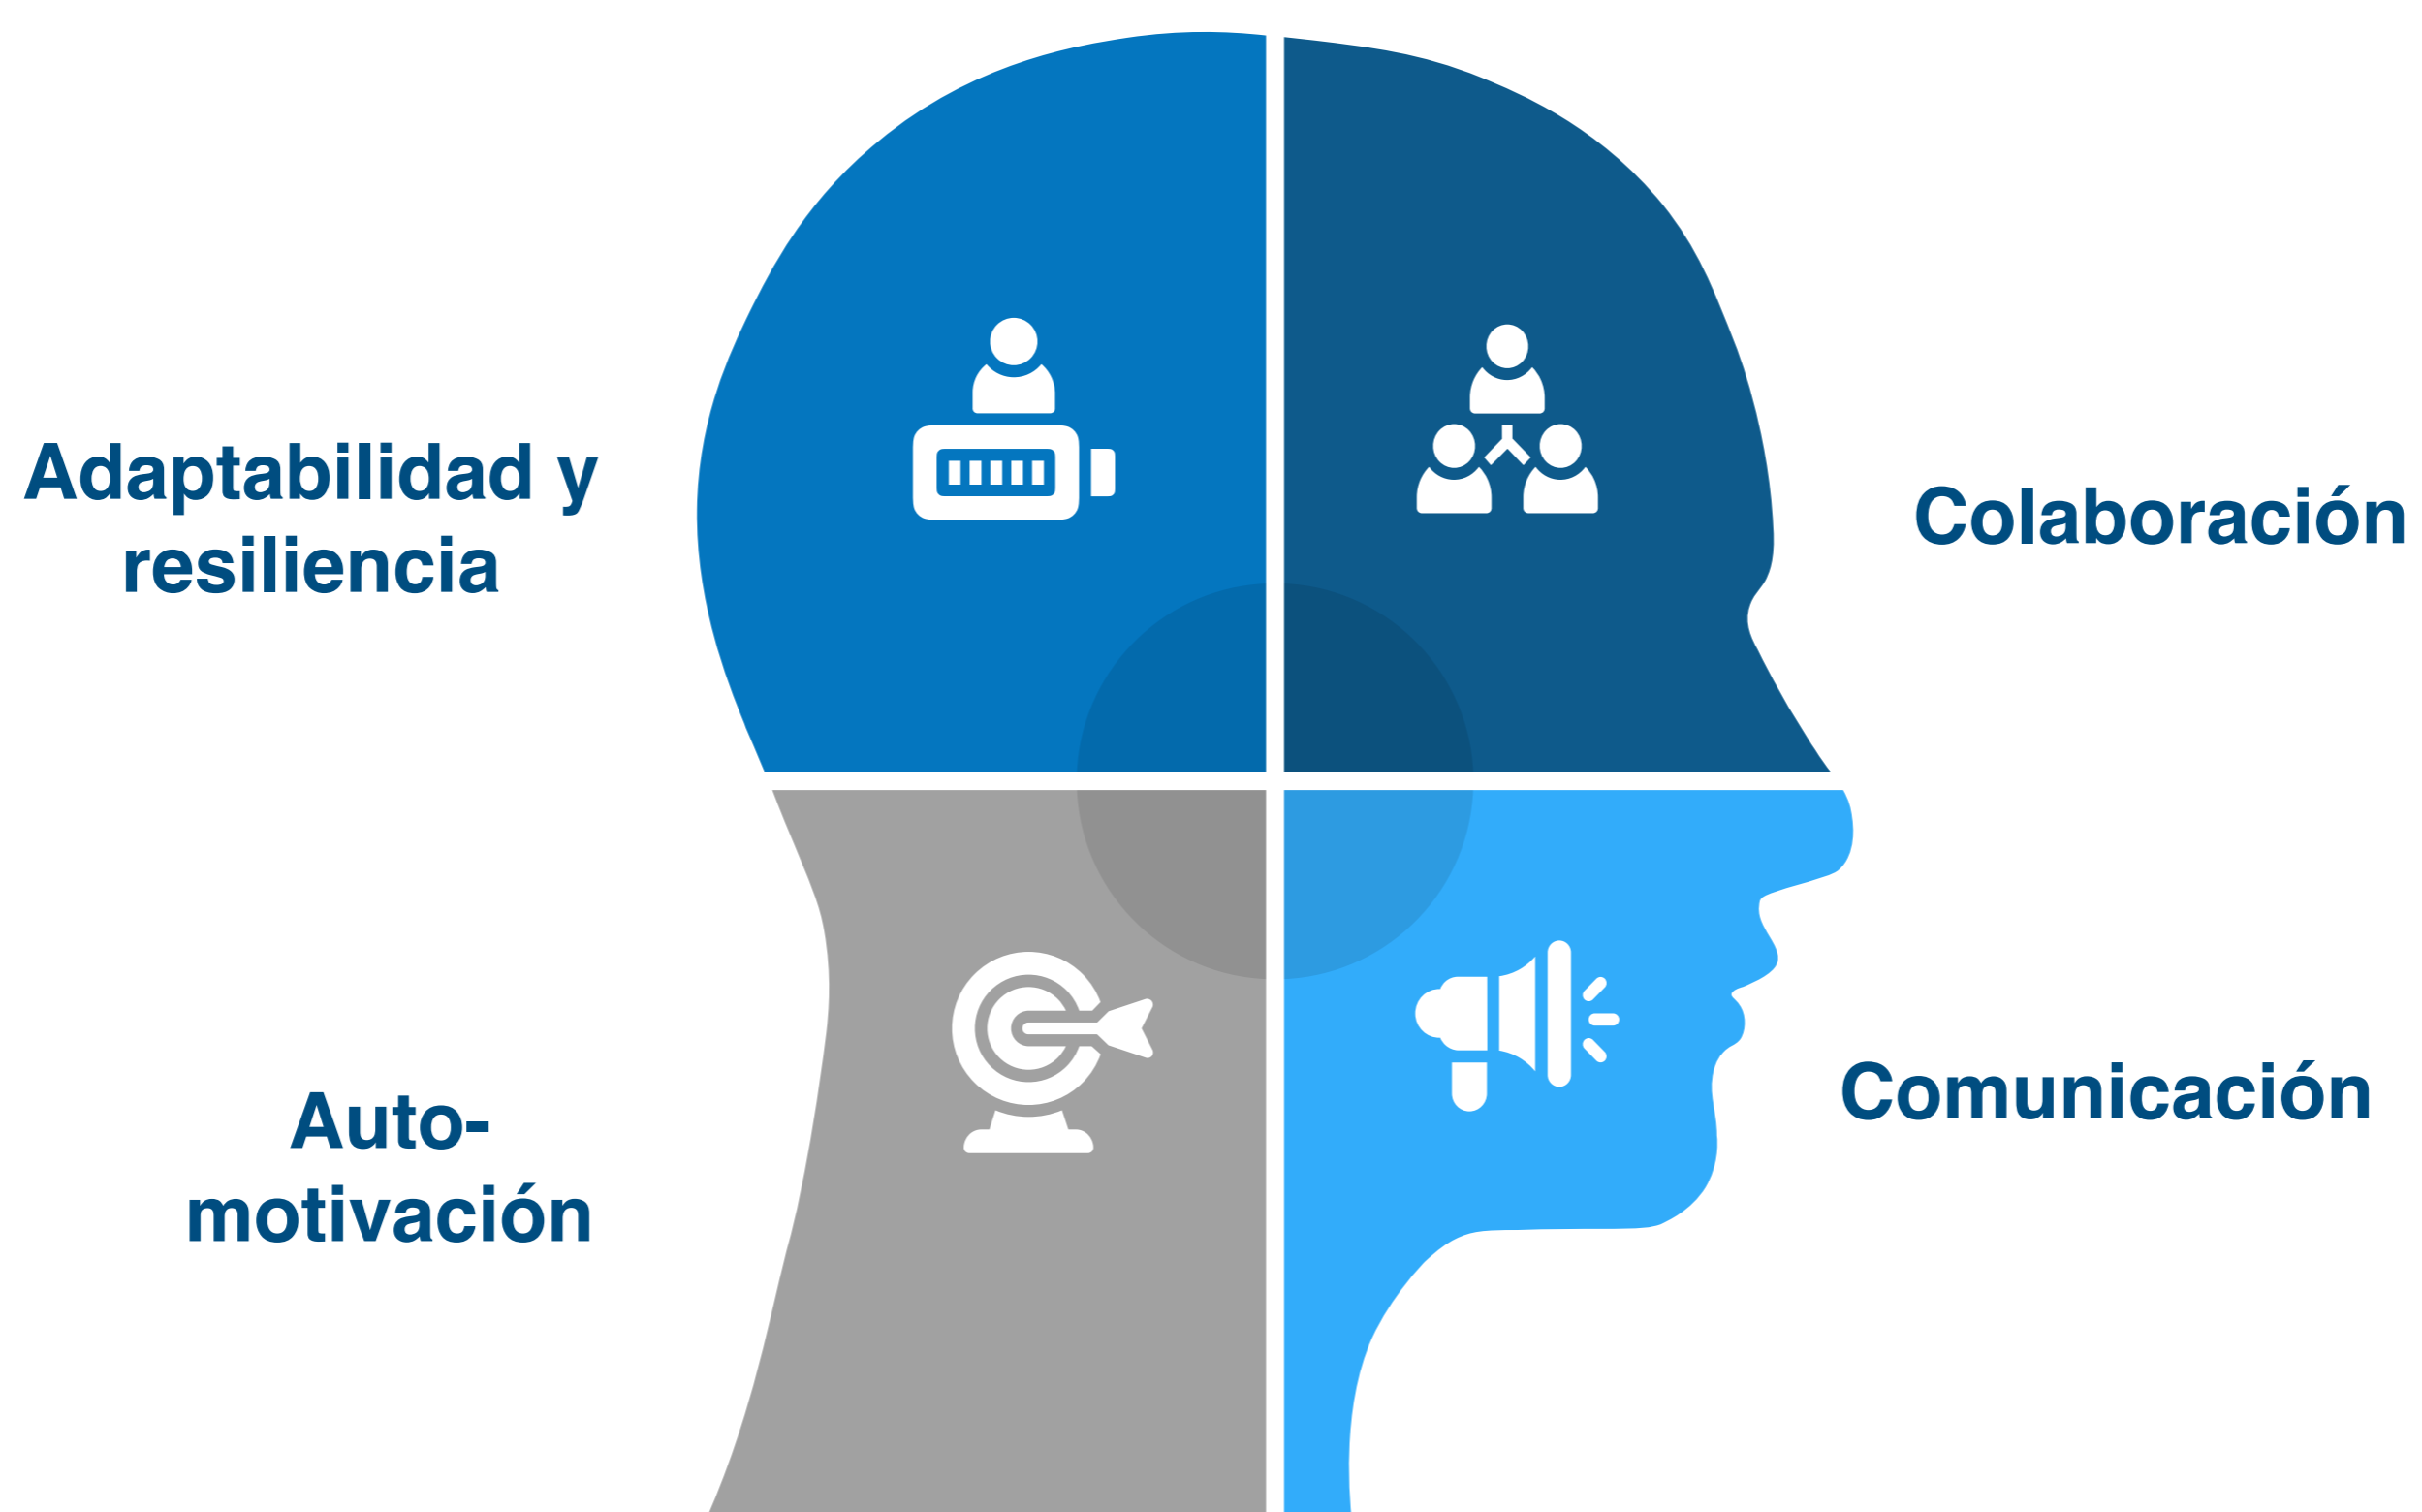 Adaptabilidad y
resiliencia
Colaboración
Auto-
motivación
Comunicación